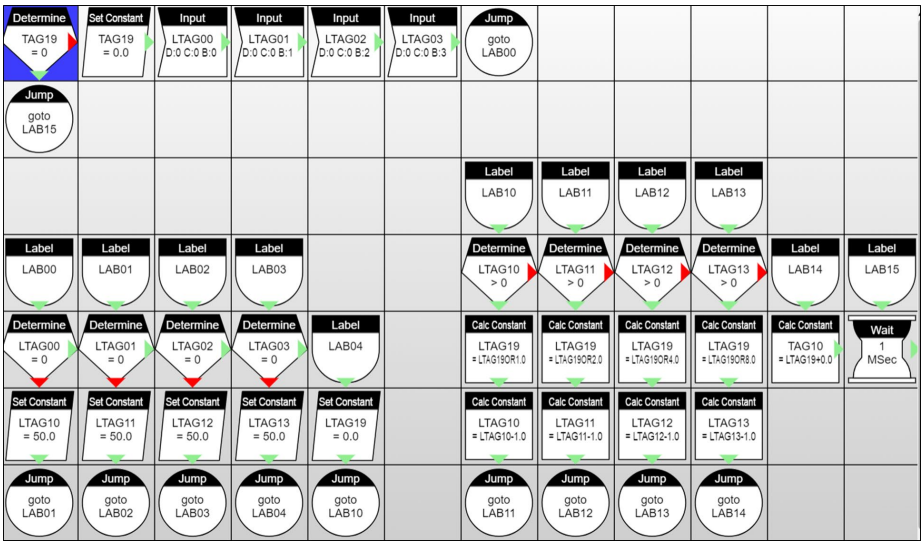 Determine
TAG19
= 0
Set Constant
TAG19
= 0.0
Input
LTAG00
D:0 C:0 B:0
Input
LTAG01
D:0 C:0 B:1
Input
LTAG02
D:0 C:0 B:2
Input
LTAG03
D:0 C:0 B:3
Jump
goto
LAB00
Jump
goto
LAB15
Label
LAB10
Label
LAB11
Label
LAB12
Label
LAB13
Label
LAB00
Label
LAB01
Label
LAB02
Label
LAB03
Determine
LTAG10
> 0
Determine
LTAG11
> 0
Determine
LTAG12
> 0
Determine
LTAG13
> 0
Label
LAB14
Label
LAB15
Determine
LTAG00
= 0
Determine
LTAG01
= 0
Determine
LTAG02
= 0
Determine
LTAG03
= 0
Label
LAB04
Calc Constant
LTAG19
= LTAG19OR1.0
Calc Constant
LTAG19
= LTAG19OR2.0
Calc Constant
LTAG19
= LTAG19OR4.0
Calc Constant
LTAG19
= LTAG19OR8.0
Calc Constant
TAG10
= LTAG19+0.0
Wait
1
MSec
Set Constant
LTAG10
= 50.0
Set Constant
LTAG11
= 50.0
Set Constant
LTAG12
= 50.0
Set Constant
LTAG13
= 50.0
Set Constant
LTAG19
= 0.0
Calc Constant
LTAG10
= LTAG10-1.0
Calc Constant
LTAG11
= LTAG11-1.0
Calc Constant
LTAG12
= LTAG12-1.0
Calc Constant
LTAG13
= LTAG13-1.0
Jump
goto
LAB01
Jump
goto
LAB02
Jump
goto
LAB03
Jump
goto
LAB04
Jump
goto
LAB10
Jump
goto
LAB11
Jump
goto
LAB12
Jump
goto
LAB13
Jump
goto
LAB14